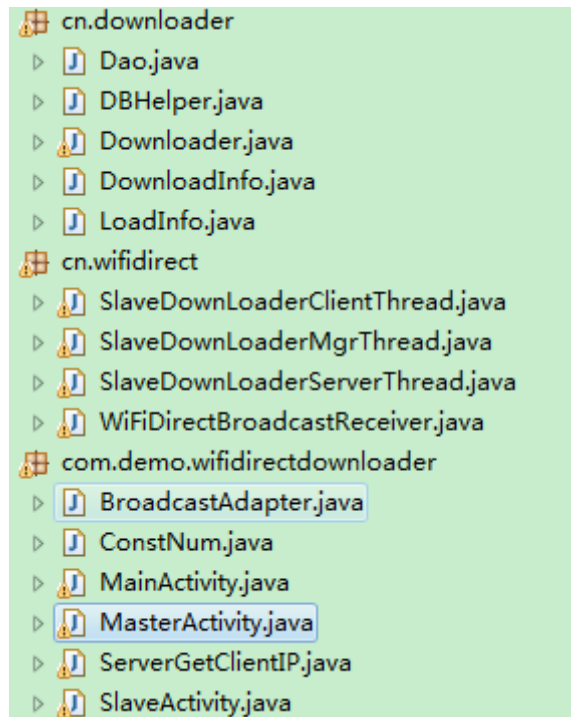 cn.downloader
Dao.java
DBHelper.java
Downloader.java
DownloadInfo.java
LoadInfo.java
cn.wifidirect
SlaveDownLoaderClientThread.java
SlaveDownLoaderMgrThread.java
SlaveDownLoaderServerThread.java
WiFiDirectBroadcastReceiver.java
com.demo.wifidirectdownloader
BroadcastAdapter.java
ConstNum.java
MainActivity.java
MasterActivity.java
ServerGetClientIP.java
SlaveActivity.java